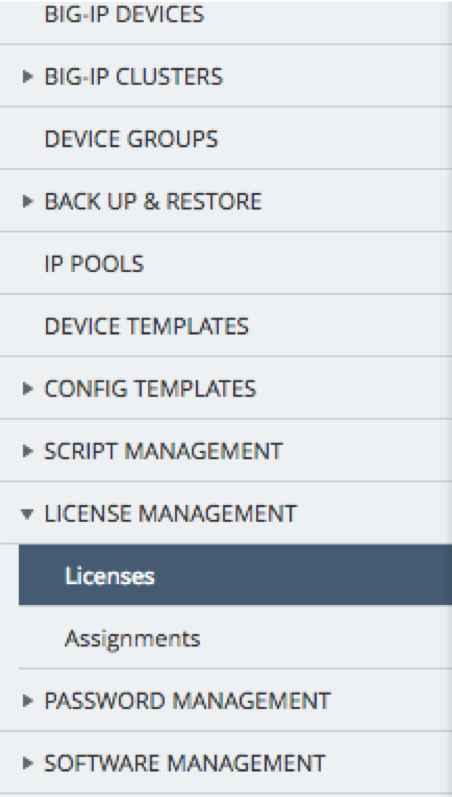 BIG-IP DEVICES
BIG-IP CLUSTERS
DEVICE GROUPS
BACK UP & RESTORE
IP POOLS
DEVICE TEMPLATES
CONFIG TEMPLATES
SCRIPT MANAGEMENT
LICENSE MANAGEMENT
Licenses
Assignments
PASSWORD MANAGEMENT
SOFTWARE MANAGEMENT